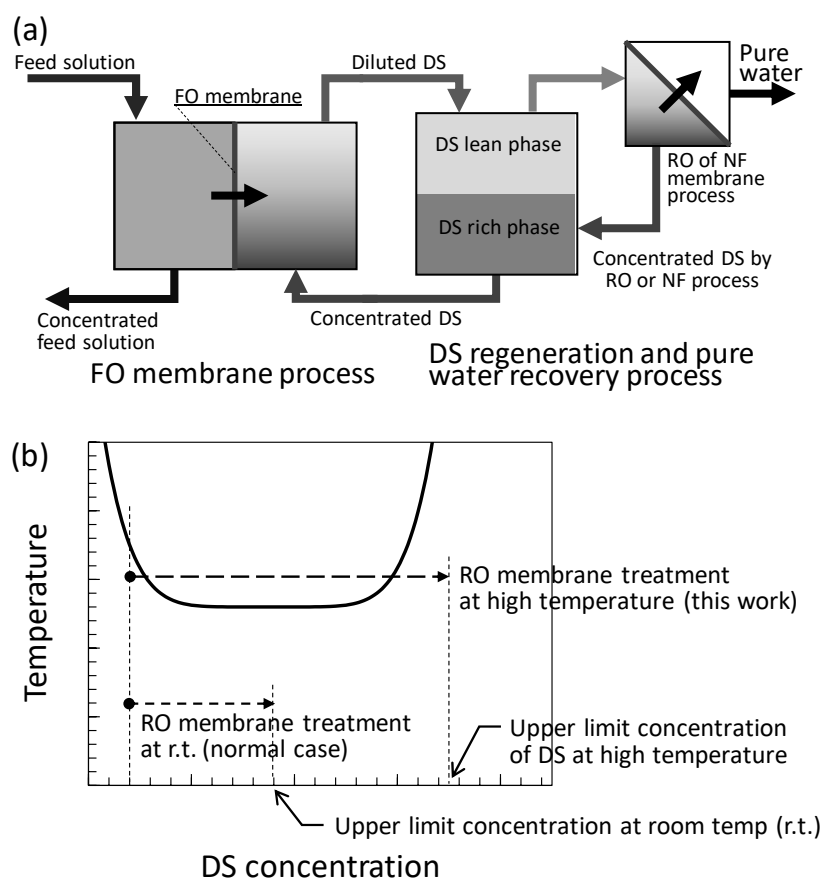 (a)
Feed solution
FO membrane
Diluted DS
Pure
water
DS lean phase
DS rich phase
RO of NF
membrane
process
Concentrated DS by
RO or NF process
Concentrated
feed solution
Concentrated DS
FO membrane process
DS regeneration and pure
water recovery process
(b)
Temperature
RO membrane treatment
at high temperature (this work)
RO membrane treatment
at r.t. (normal case)
Upper limit concentration
of DS at high temperature
Upper limit concentration at room temp (r.t.)
DS concentration